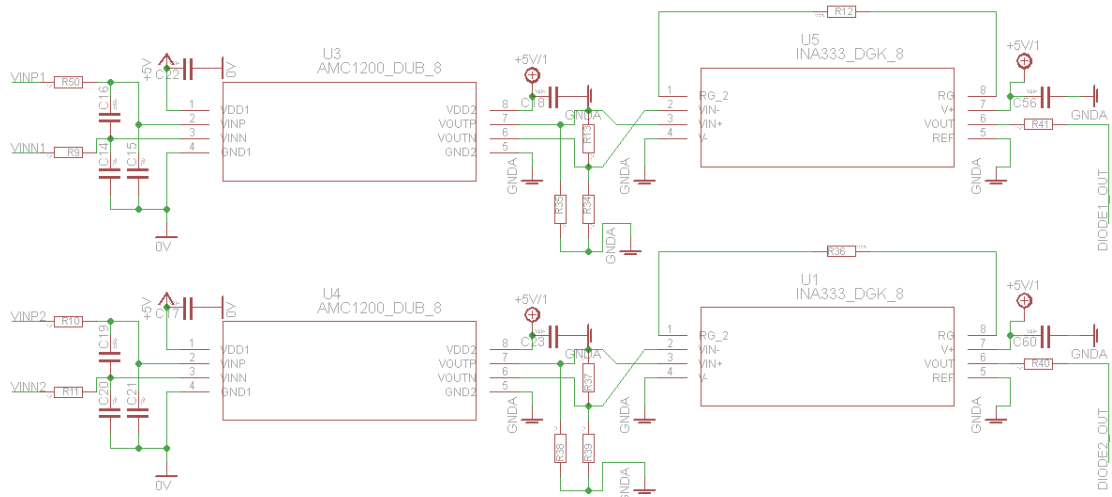 R12
U3
AMC1200_DUB_8
U5
INA333_DGK_8
+5V
C22
0V
+5V/1
+5V/1
VINP1
R50
C16
1 VDD1
2 VINP
3 VINN
4 GND1
VDD2 8
VOUTP 7
VOUTN 6
GND2 5
C18
GNDA
R13
1 RG_2
2 VIN-
3 VIN+
4 V-
RG 8
V+ 7
VOUT 6
REF 5
C56
GNDA
R41
VINN1
R9
C14
C15
GNDA
R35
R34
GNDA
GNDA
GNDA
DIODE1_OUT
0V
R36
U4
AMC1200_DUB_8
U1
INA333_DGK_8
+5V
C17
0V
+5V/1
+5V/1
VINP2
R10
C19
1 VDD1
2 VINP
3 VINN
4 GND1
VDD2 8
VOUTP 7
VOUTN 6
GND2 5
C23
GNDA
R37
1 RG_2
2 VIN-
3 VIN+
4 V-
RG 8
V+ 7
VOUT 6
REF 5
C60
GNDA
R40
VINN2
R11
C20
C21
GNDA
R38
R39
GNDA
GNDA
GNDA
DIODE2_OUT
0V